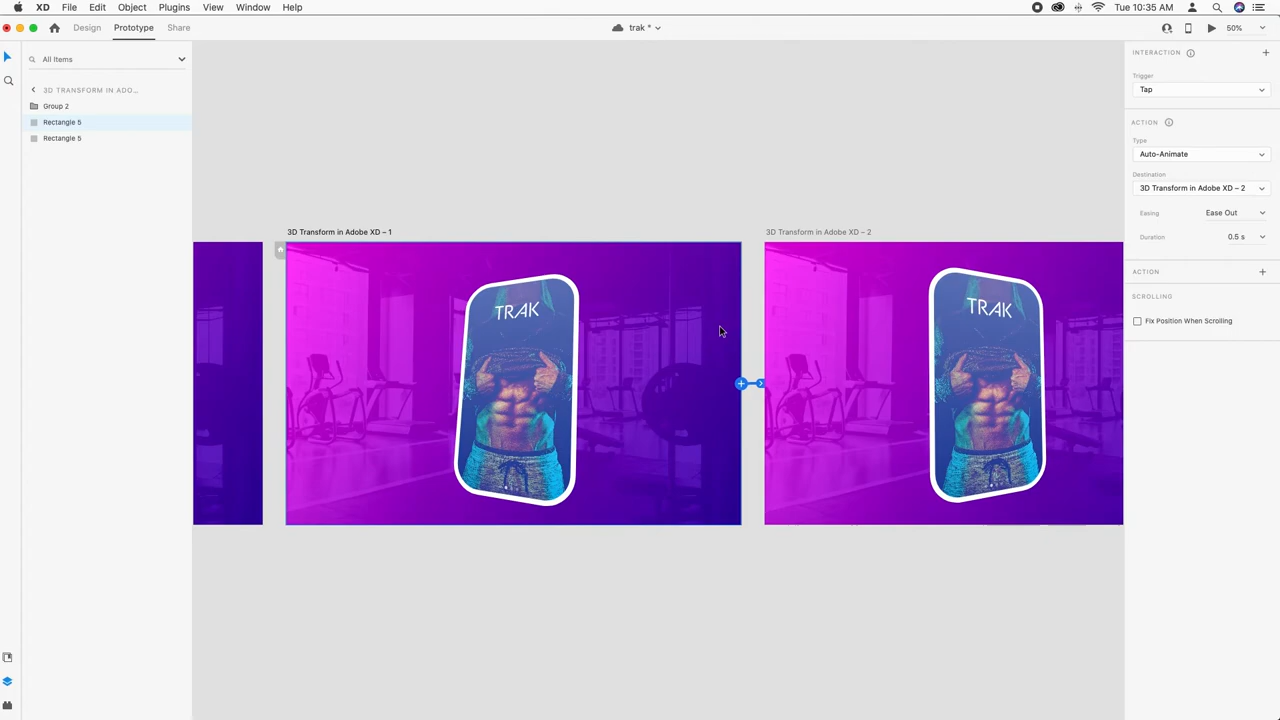 XD File Edit Object Plugins View Window Help
Tue 10:35 AM
Design Prototype Share
trak *
50%
All Items
3D TRANSFORM IN ADO...
Group 2
Rectangle 5
Rectangle 5
3D Transform in Adobe XD – 1
TRAK
3D Transform in Adobe XD – 2
TRAK
INTERACTION
Trigger
Tap
ACTION
Type
Auto-Animate
Destination
3D Transform in Adobe XD – 2
Easing Ease Out
Duration 0.5 s
ACTION
SCROLLING
Fix Position When Scrolling